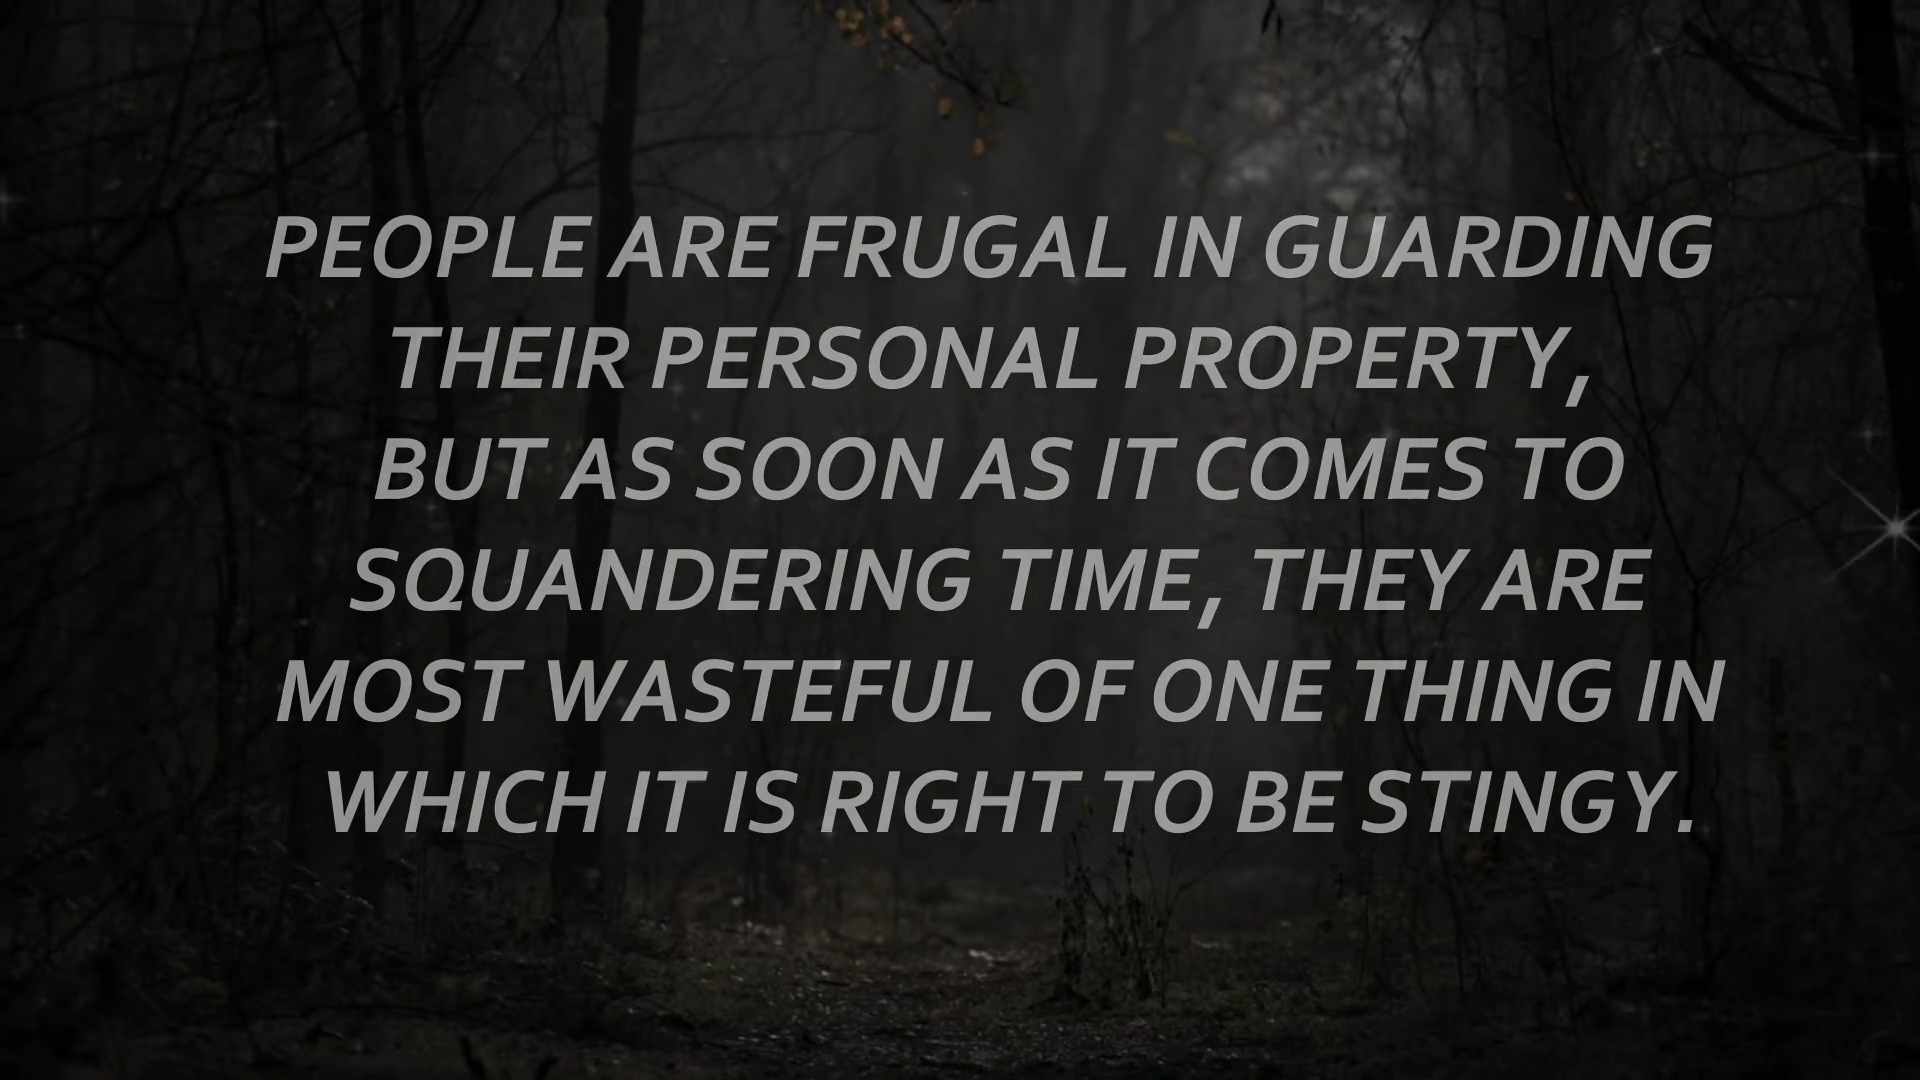 PEOPLE ARE FRUGAL IN GUARDING
THEIR PERSONAL PROPERTY,
BUT AS SOON AS IT COMES TO
SQUANDERING TIME, THEY ARE
MOST WASTEFUL OF ONE THING IN
WHICH IT IS RIGHT TO BE STINGY.